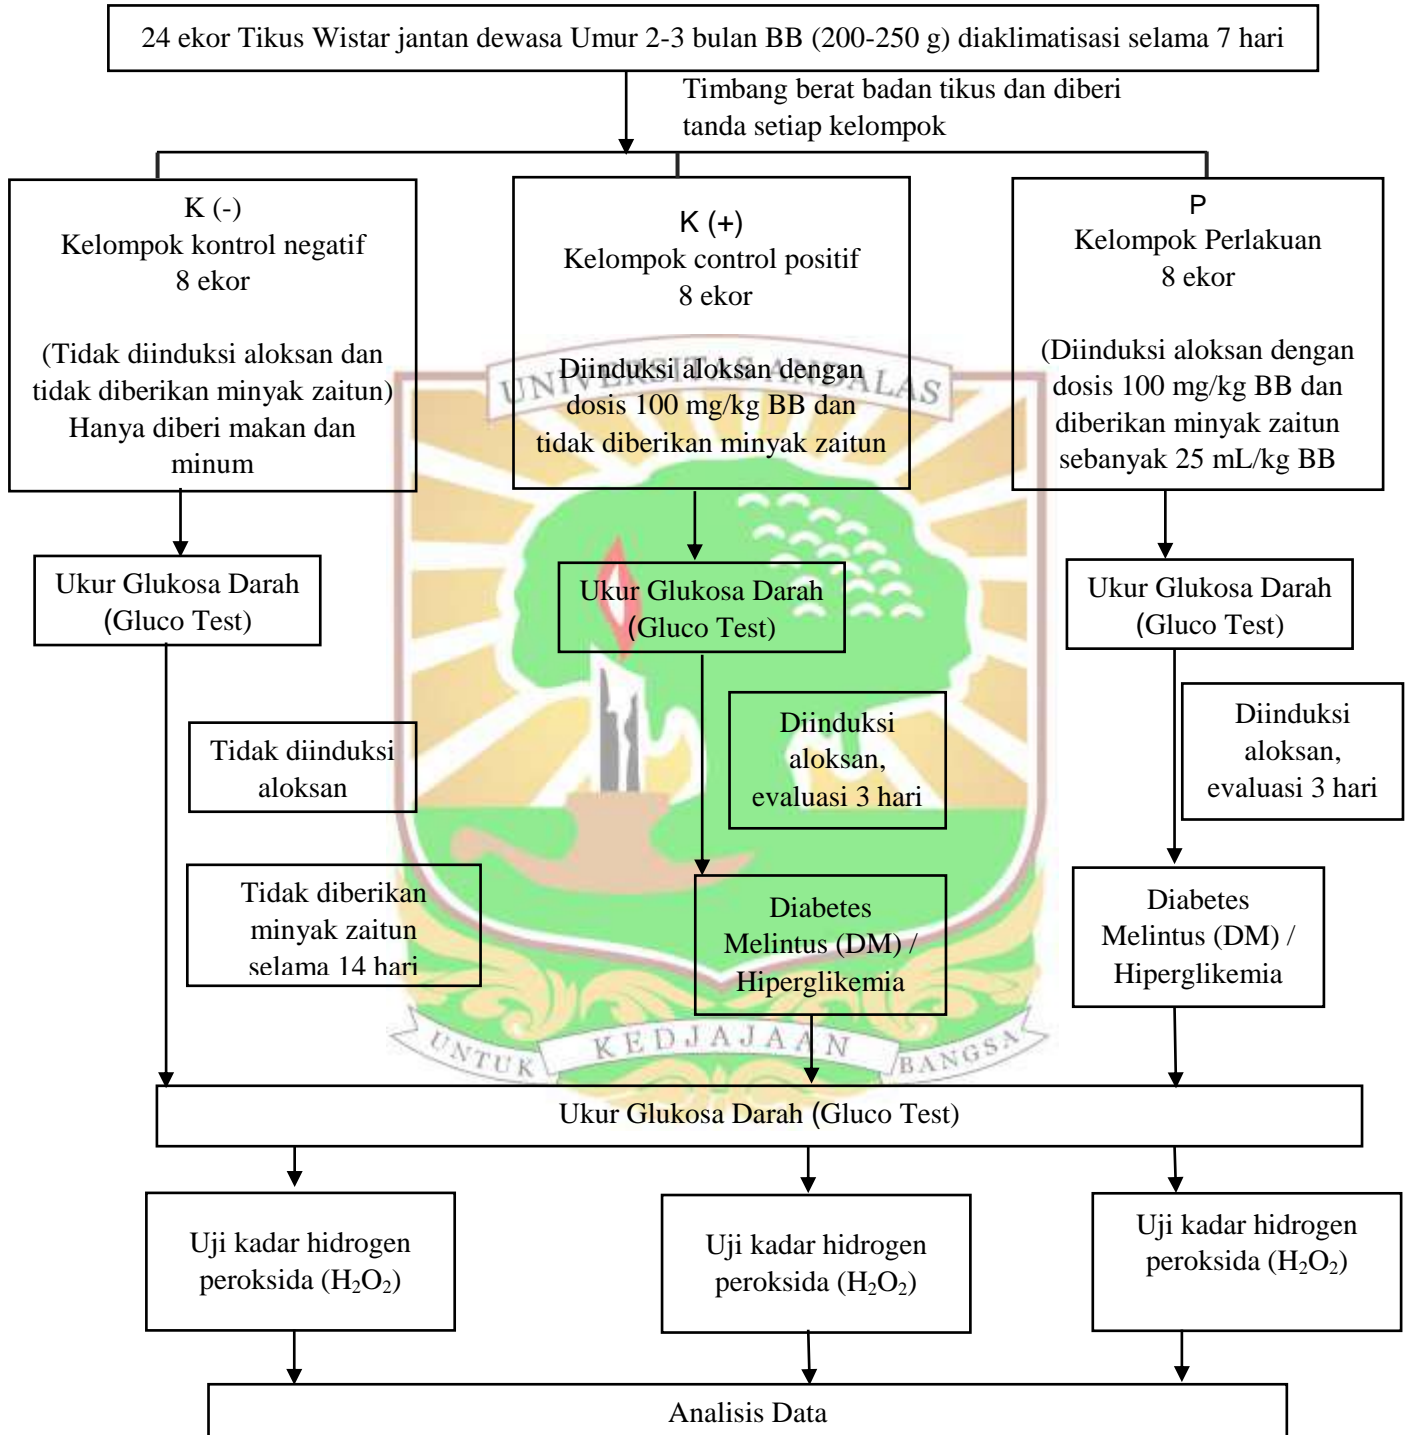 24 ekor Tikus Wistar jantan dewasa Umur 2-3 bulan BB (200-250 g) diaklimatisasi selama 7 hari
Timbang berat badan tikus dan diberi
tanda setiap kelompok
K (-)
Kelompok kontrol negatif
8 ekor
(Tidak diinduksi aloksan dan
tidak diberikan minyak zaitun)
Hanya diberi makan dan
minum
K (+)
Kelompok control positif
8 ekor
Diinduksi aloksan dengan
dosis 100 mg/kg BB dan
tidak diberikan minyak zaitun
P
Kelompok Perlakuan
8 ekor
(Diinduksi aloksan dengan
dosis 100 mg/kg BB dan
diberikan minyak zaitun
sebanyak 25 mL/kg BB
UNIVERSITAS ANDALAS
Ukur Glukosa Darah
(Gluco Test)
Ukur Glukosa Darah
(Gluco Test)
Ukur Glukosa Darah
(Gluco Test)
Tidak diinduksi
aloksan
Diinduksi
aloksan,
evaluasi 3 hari
Diinduksi
aloksan,
evaluasi 3 hari
Tidak diberikan
minyak zaitun
selama 14 hari
Diabetes
Melintus (DM) /
Hiperglikemia
Diabetes
Melintus (DM) /
Hiperglikemia
UNTUK KEDJAJAAN BANGSA
Ukur Glukosa Darah (Gluco Test)
Uji kadar hidrogen
peroksida (H₂O₂)
Uji kadar hidrogen
peroksida (H₂O₂)
Uji kadar hidrogen
peroksida (H₂O₂)
Analisis Data